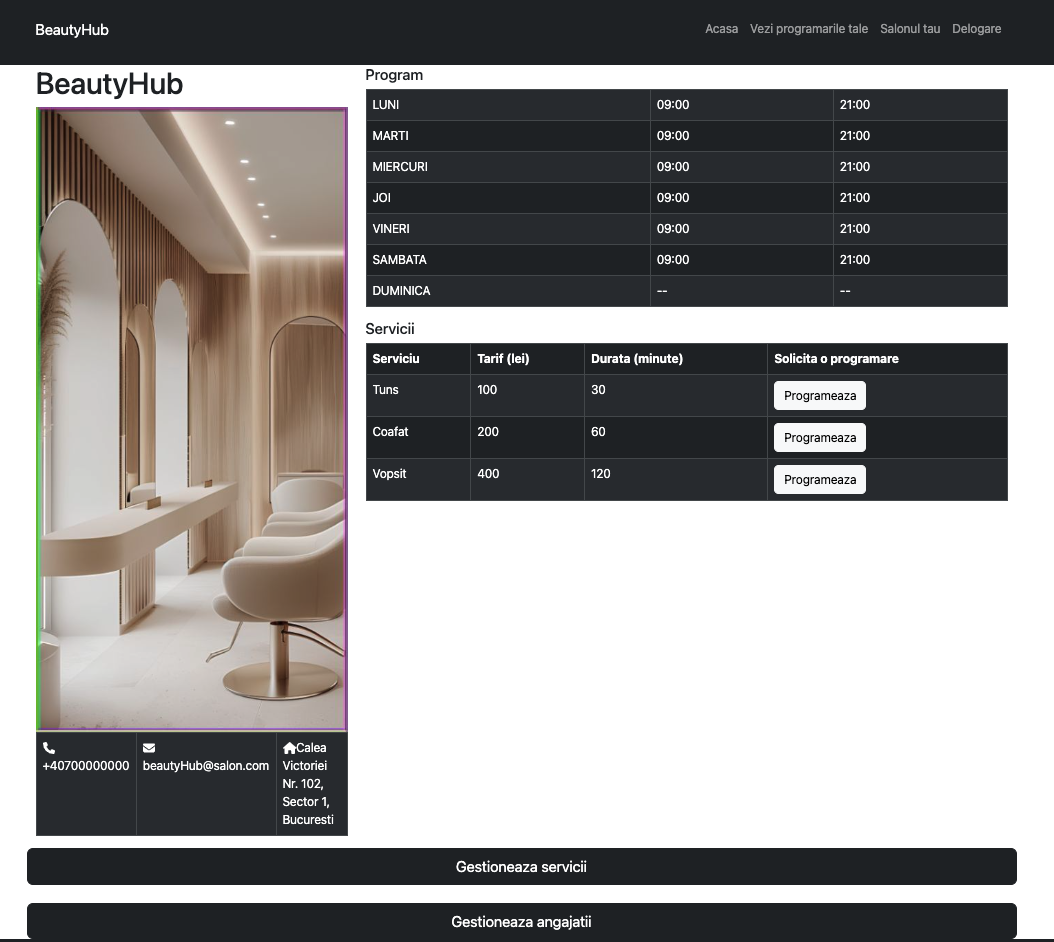 BeautyHub
Acasa Vezi programarile tale Salonul tau Delogare
BeautyHub
+40700000000
beautyHub@salon.com
Calea
Victoriei
Nr. 102,
Sector 1,
Bucuresti
Program
LUNI 09:00 21:00
MARTI 09:00 21:00
MIERCURI 09:00 21:00
JOI 09:00 21:00
VINERI 09:00 21:00
SAMBATA 09:00 21:00
DUMINICA -- --
Servicii
Serviciu Tarif (lei) Durata (minute) Solicita o programare
Tuns 100 30 Programeaza
Coafat 200 60 Programeaza
Vopsit 400 120 Programeaza
Gestioneaza servicii
Gestioneaza angajatii